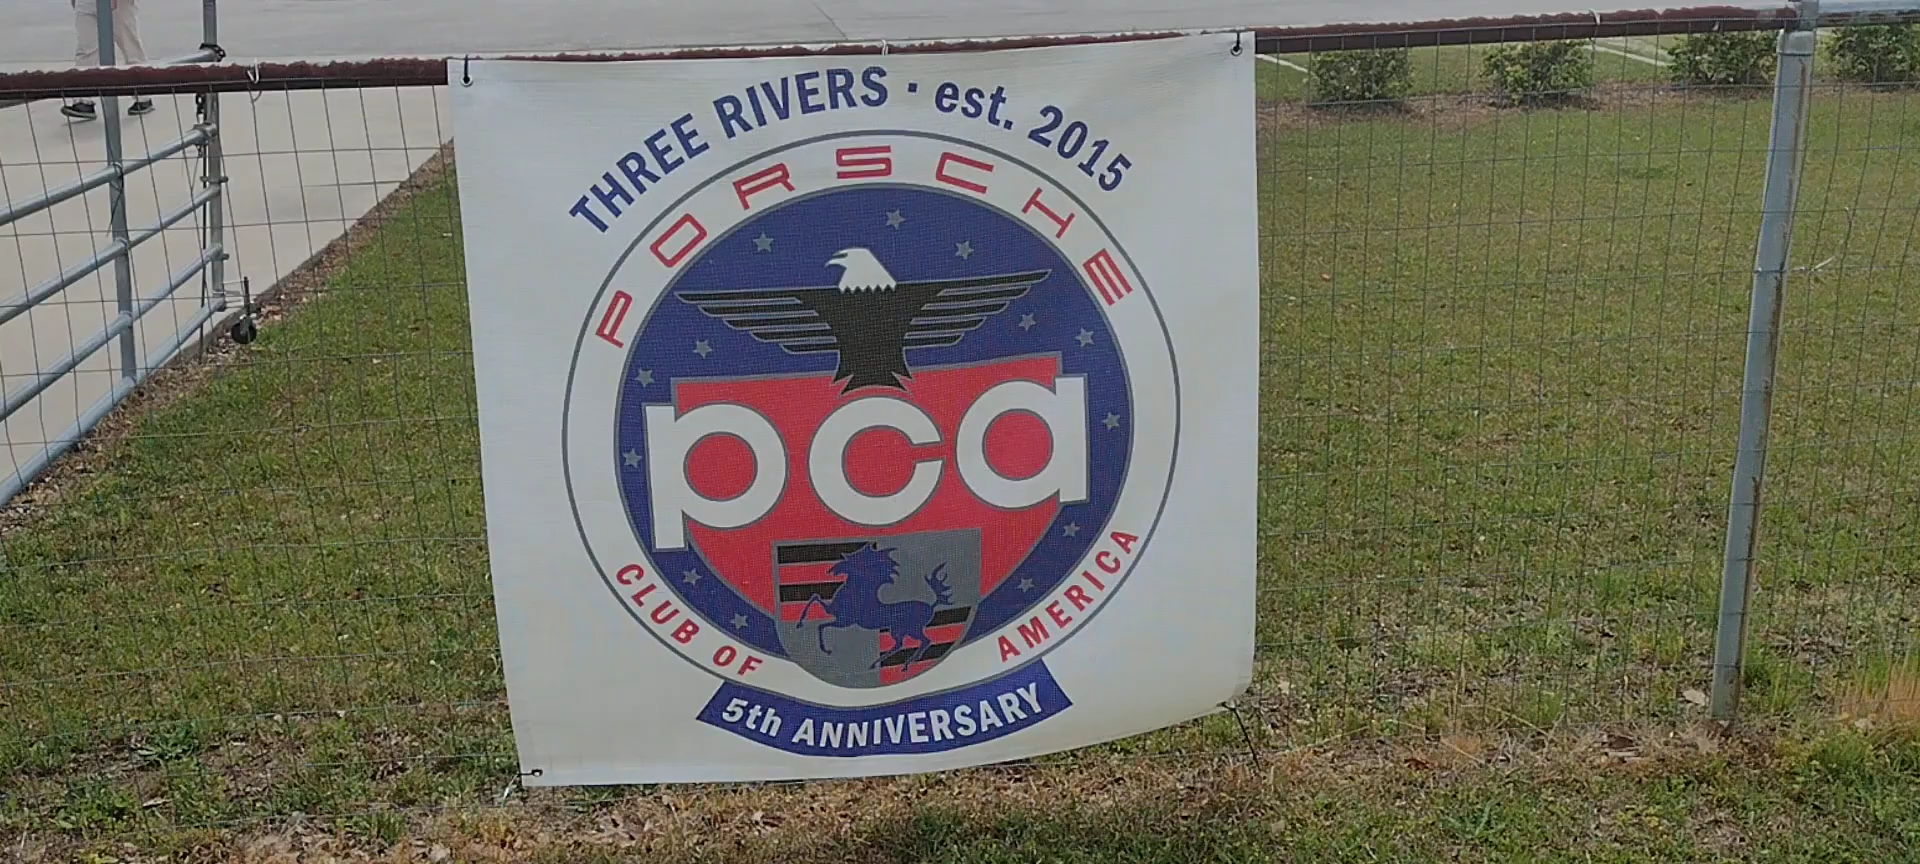 THREE RIVERS · est. 2015
PORSCHE
pca
CLUB OF AMERICA
5th ANNIVERSARY